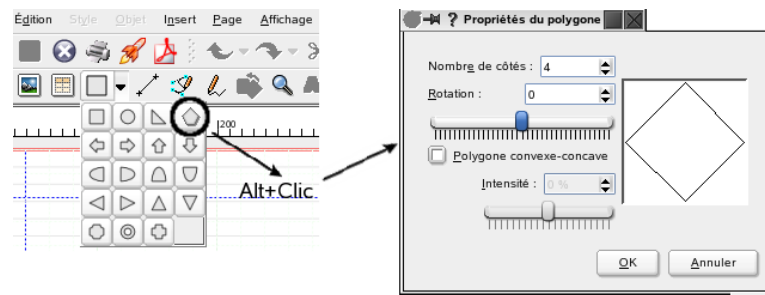 Édition Style Objet Insert Page Affichage
200
Alt+Clic
? Propriétés du polygone
Nombre de côtés : 4
Rotation : 0
Polygone convexe-concave
Intensité : 0 %
OK Annuler